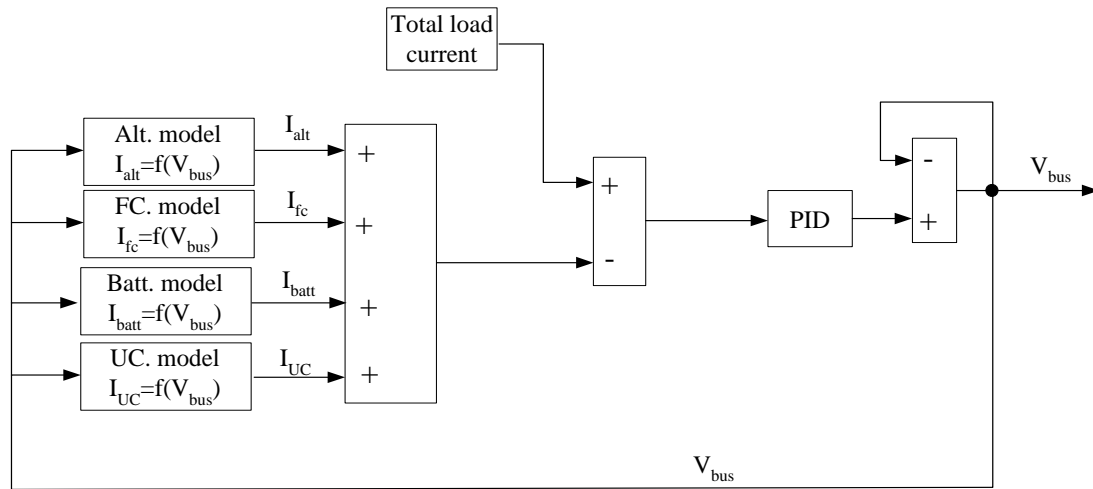 Total load
current
Alt. model
I_alt=f(V_bus)
I_alt
+
FC. model
I_fc=f(V_bus)
I_fc
+
Batt. model
I_batt=f(V_bus)
I_batt
+
UC. model
I_UC=f(V_bus)
I_UC
+
+
-
PID
-
+
V_bus
V_bus